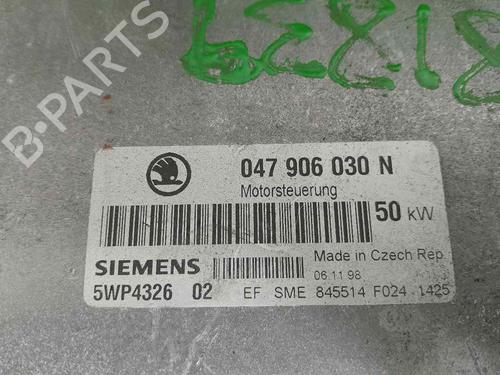 B-PARTS
047 906 030 N
Motorsteuerung
50 kW
SIEMENS
Made in Czech Rep
06.11.98
5WP4326 02 EF SME 845514 F024 1425